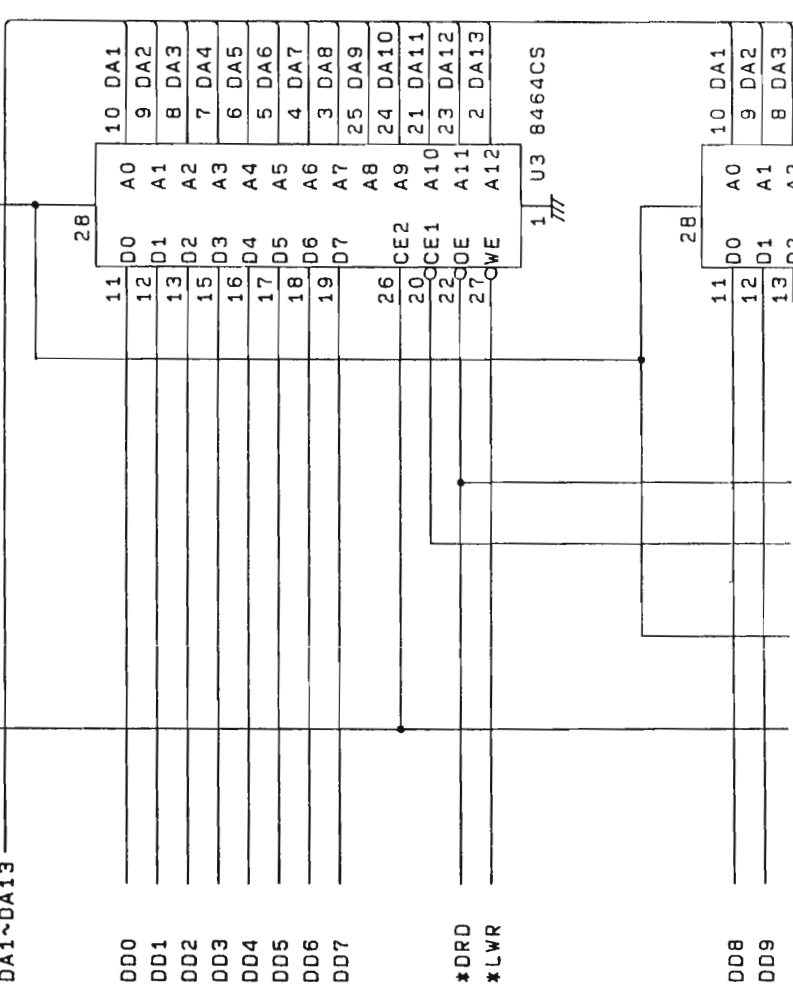 10 DA1
9 DA2
8 DA3
7 DA4
6 DA5
5 DA6
4 DA7
3 DA8
25 DA9
24 DA10
21 DA11
23 DA12
2 DA13
A0
A1
A2
A3
A4
A5
A6
A7
A8
A9
A10
A11
A12
28
1
U3 8464CS
D0
D1
D2
D3
D4
D5
D6
D7
CE2
CE1
OE
WE
11
12
13
15
16
17
18
19
26
20
22
27
DA1~DA13
DD0
DD1
DD2
DD3
DD4
DD5
DD6
DD7
*DRD
*LWR
10 DA1
9 DA2
8 DA3
A0
A1
28
D0
D1
11
12
13
DD8
DD9